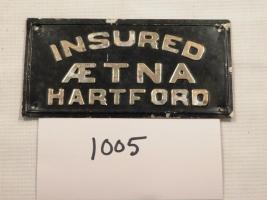 INSURED
ÆTNA
HARTFORD
1005